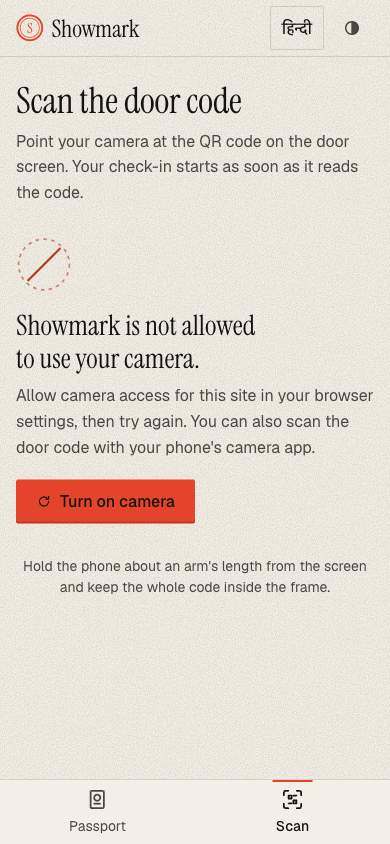 S
Showmark
हिन्दी
Scan the door code
Point your camera at the QR code on the door
screen. Your check-in starts as soon as it reads
the code.
Showmark is not allowed
to use your camera.
Allow camera access for this site in your browser
settings, then try again. You can also scan the
door code with your phone's camera app.
Turn on camera
Hold the phone about an arm's length from the screen
and keep the whole code inside the frame.
Passport
Scan